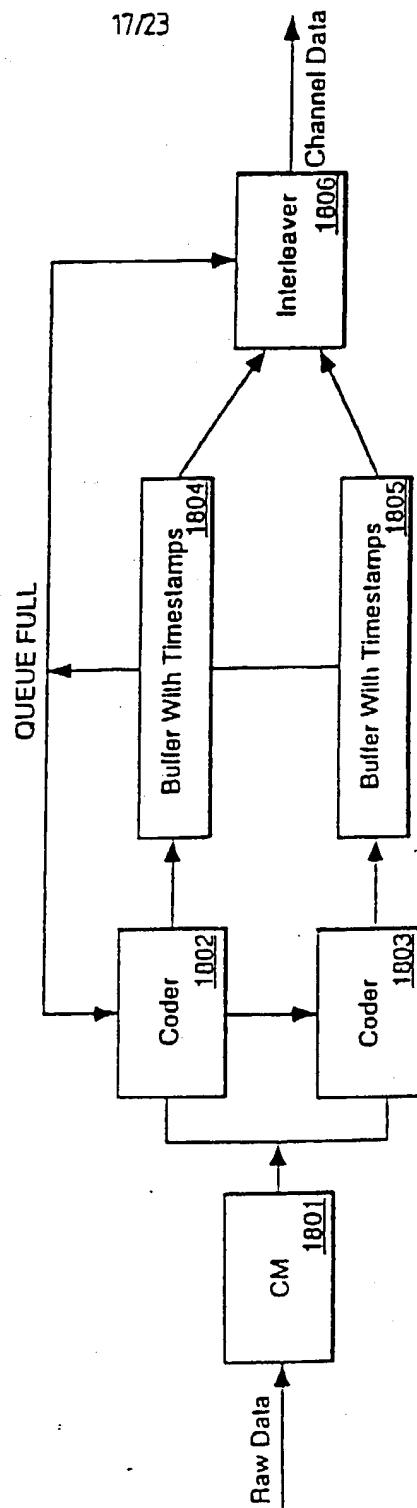 17/23
QUEUE FULL
Raw Data
CM
1801
Coder
1802
Coder
1803
Buffer With Timestamps
1804
Buffer With Timestamps
1805
Interleaver
1806
Channel Data